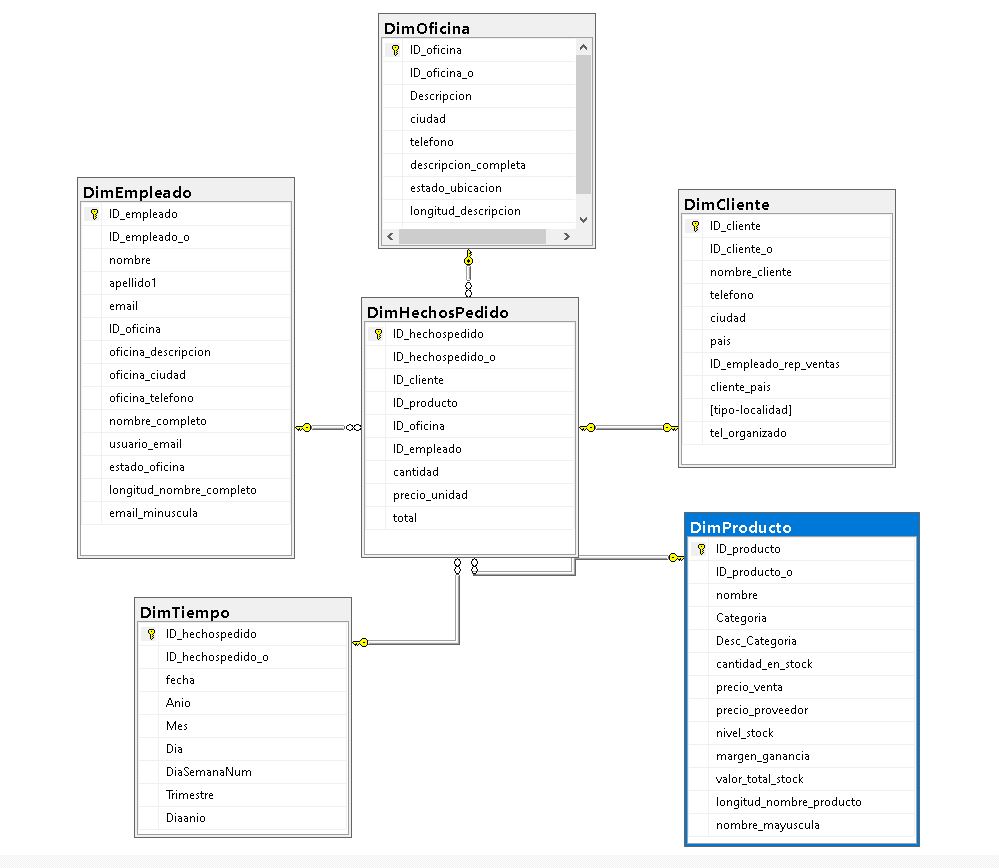 DimOficina
ID_oficina
ID_oficina_o
Descripcion
ciudad
telefono
descripcion_completa
estado_ubicacion
longitud_descripcion
DimEmpleado
ID_empleado
ID_empleado_o
nombre
apellido1
email
ID_oficina
oficina_descripcion
oficina_ciudad
oficina_telefono
nombre_completo
usuario_email
estado_oficina
longitud_nombre_completo
email_minuscula
DimCliente
ID_cliente
ID_cliente_o
nombre_cliente
telefono
ciudad
pais
ID_empleado_rep_ventas
cliente_pais
[tipo-localidad]
tel_organizado
DimHechosPedido
ID_hechospedido
ID_hechospedido_o
ID_cliente
ID_producto
ID_oficina
ID_empleado
cantidad
precio_unidad
total
DimProducto
ID_producto
ID_producto_o
nombre
Categoria
Desc_Categoria
cantidad_en_stock
precio_venta
precio_proveedor
nivel_stock
margen_ganancia
valor_total_stock
longitud_nombre_producto
nombre_mayuscula
DimTiempo
ID_hechospedido
ID_hechospedido_o
fecha
Anio
Mes
Dia
DiaSemanaNum
Trimestre
Diaanio